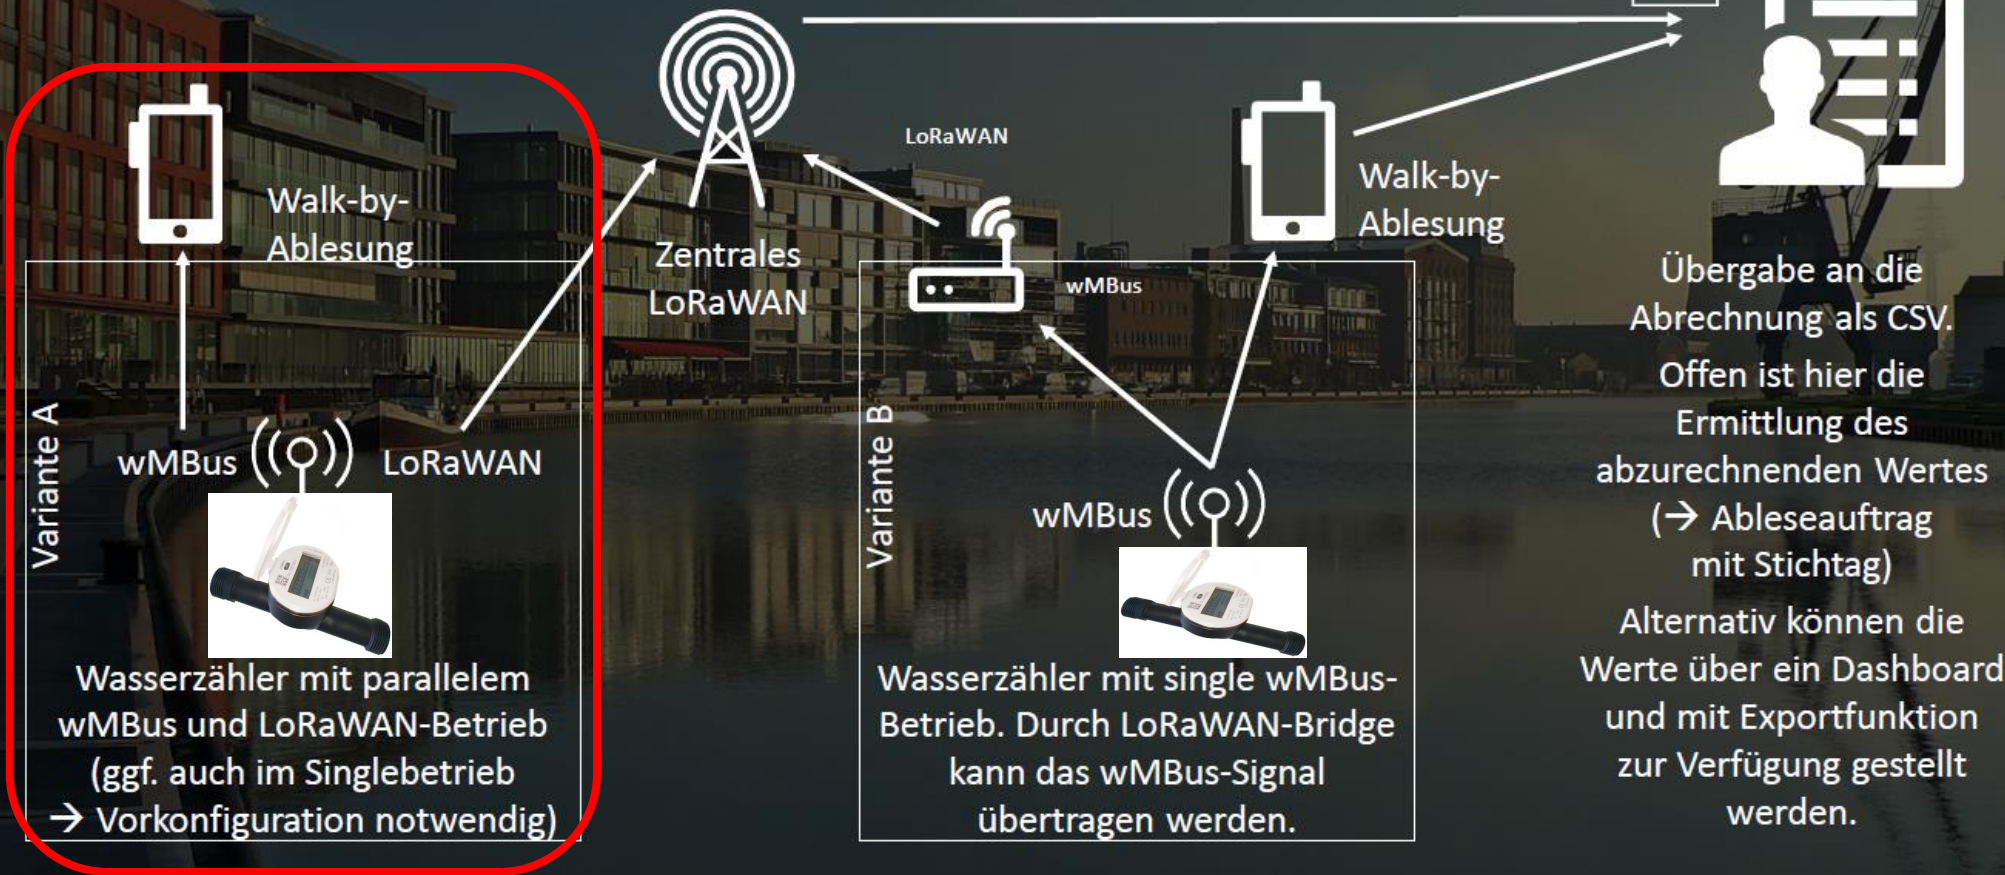 Walk-by-
Ablesung
Variante A
wMBus
LoRaWAN
Wasserzähler mit parallelem
wMBus und LoRaWAN-Betrieb
(ggf. auch im Singlebetrieb
→ Vorkonfiguration notwendig)
Zentrales
LoRaWAN
LoRaWAN
wMBus
Walk-by-
Ablesung
Variante B
wMBus
Wasserzähler mit single wMBus-
Betrieb. Durch LoRaWAN-Bridge
kann das wMBus-Signal
übertragen werden.
Übergabe an die
Abrechnung als CSV.
Offen ist hier die
Ermittlung des
abzurechnenden Wertes
(→ Ableseauftrag
mit Stichtag)
Alternativ können die
Werte über ein Dashboard
und mit Exportfunktion
zur Verfügung gestellt
werden.